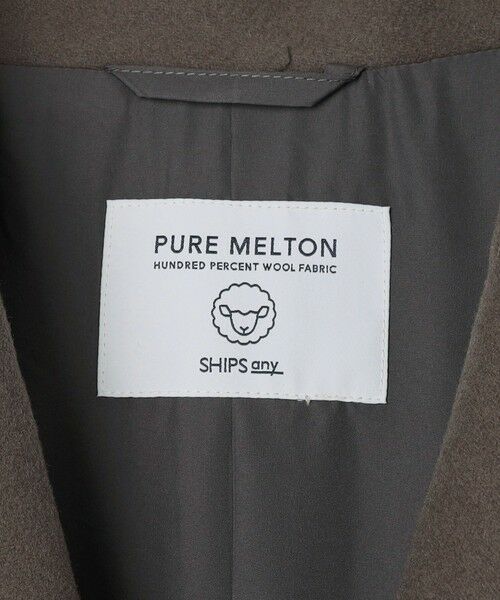 PURE MELTON
HUNDRED PERCENT WOOL FABRIC
SHIPS any